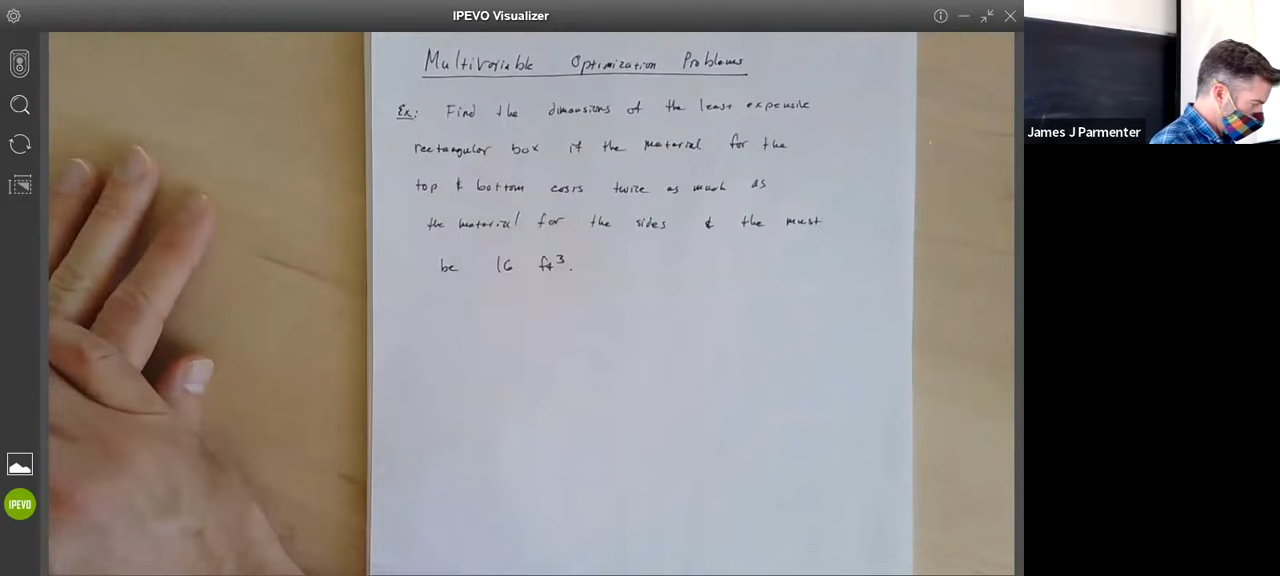 IPEVO Visualizer
Multivariable Optimization Problems
Ex: Find the dimensions of the least expensive
rectangular box if the material for the
top & bottom costs twice as much as
the material for the sides & the must
be 16 ft³.
James J Parmenter
IPEVO